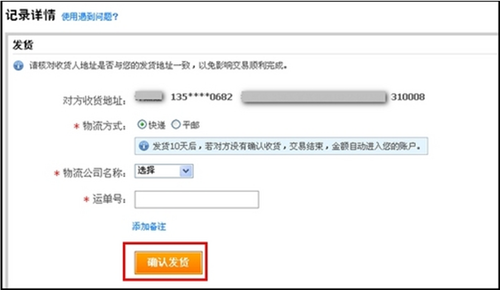 记录详情 使用遇到问题？
发货
请核对收货人地址是否与您的发货地址一致，以免影响交易顺利完成。
对方收货地址： 135****0682 310008
* 物流方式： 快递 平邮
发货10天后，若对方没有确认收货，交易结束，金额自动进入您的账户。
* 物流公司名称： 选择
* 运单号：
添加备注
确认发货